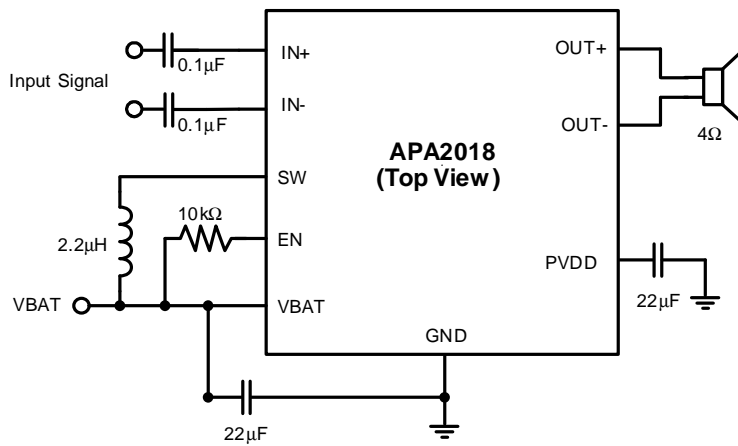 Input Signal
0.1μF
0.1μF
IN+
IN-
SW
10kΩ
EN
2.2μH
VBAT
VBAT
22μF
APA2018
(Top View)
GND
OUT+
OUT-
4Ω
PVDD
22μF